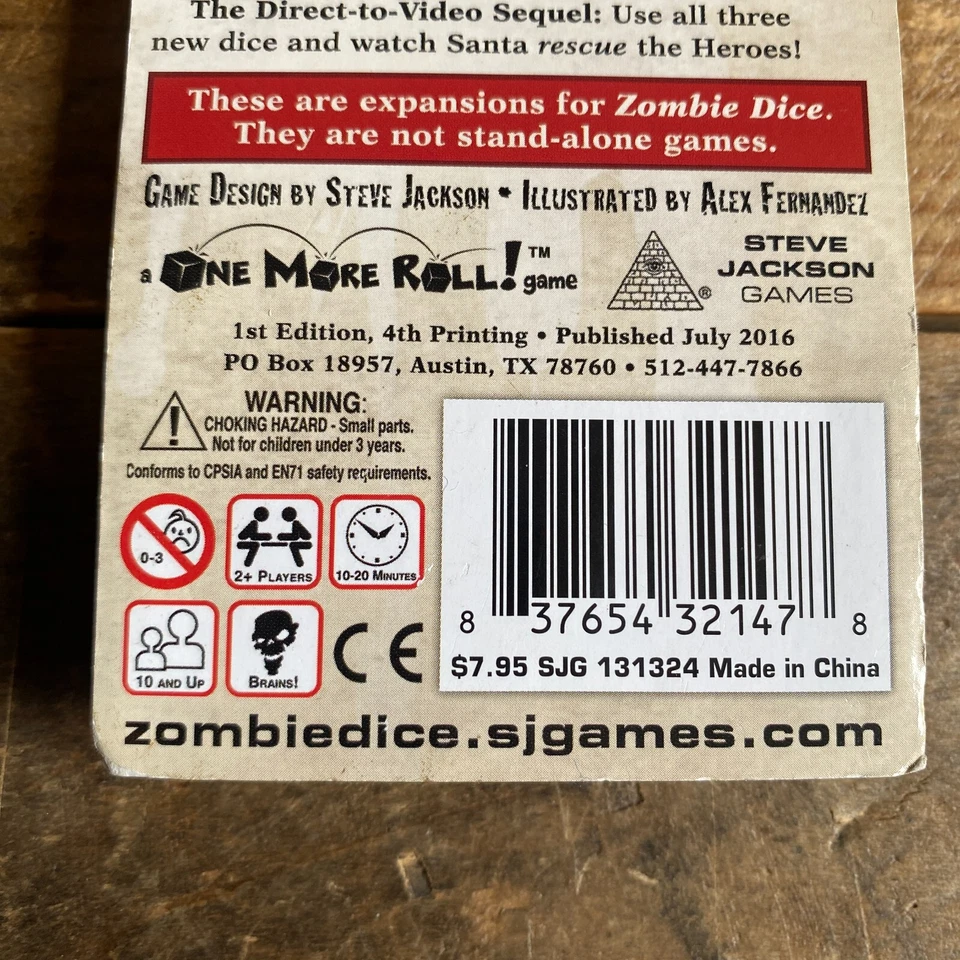 The Direct-to-Video Sequel: Use all three
new dice and watch Santa rescue the Heroes!
These are expansions for Zombie Dice.
They are not stand-alone games.
Game Design by Steve Jackson • Illustrated by Alex Fernandez
a One More Roll!™ game
STEVE
JACKSON
GAMES
®
1st Edition, 4th Printing • Published July 2016
PO Box 18957, Austin, TX 78760 • 512-447-7866
WARNING:
CHOKING HAZARD - Small parts.
Not for children under 3 years.
Conforms to CPSIA and EN71 safety requirements.
0-3
2+ Players
10-20 Minutes
10 and Up
Brains!
CE
8 37654 32147 8
$7.95 SJG 131324 Made in China
zombiedice.sjgames.com